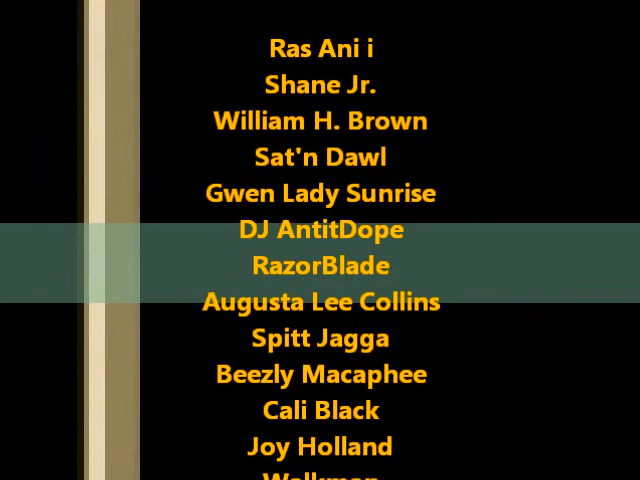 Ras Ani i
Shane Jr.
William H. Brown
Sat'n Dawl
Gwen Lady Sunrise
DJ AntitDope
RazorBlade
Augusta Lee Collins
Spitt Jagga
Beezly Macaphee
Cali Black
Joy Holland